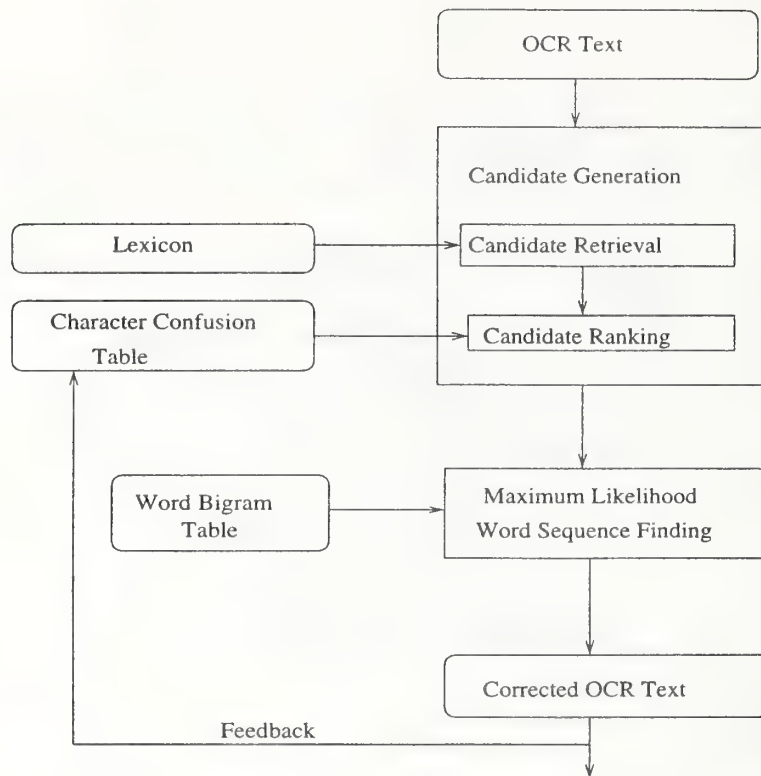 OCR Text
Candidate Generation
Lexicon
Candidate Retrieval
Character Confusion
Table
Candidate Ranking
Word Bigram
Table
Maximum Likelihood
Word Sequence Finding
Corrected OCR Text
Feedback